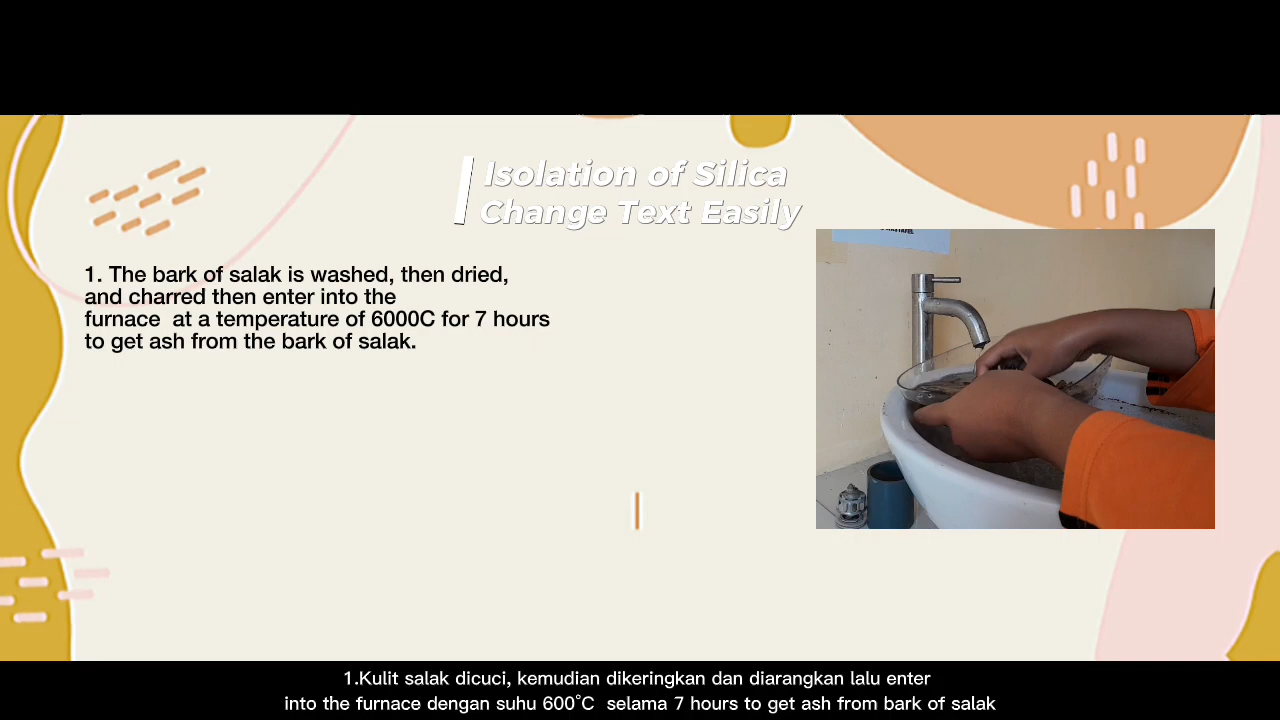 Isolation of Silica
Change Text Easily
1. The bark of salak is washed, then dried,
and charred then enter into the
furnace  at a temperature of 6000C for 7 hours
to get ash from the bark of salak.
1.Kulit salak dicuci, kemudian dikeringkan dan diarangkan lalu enter
into the furnace dengan suhu 600°C  selama 7 hours to get ash from bark of salak